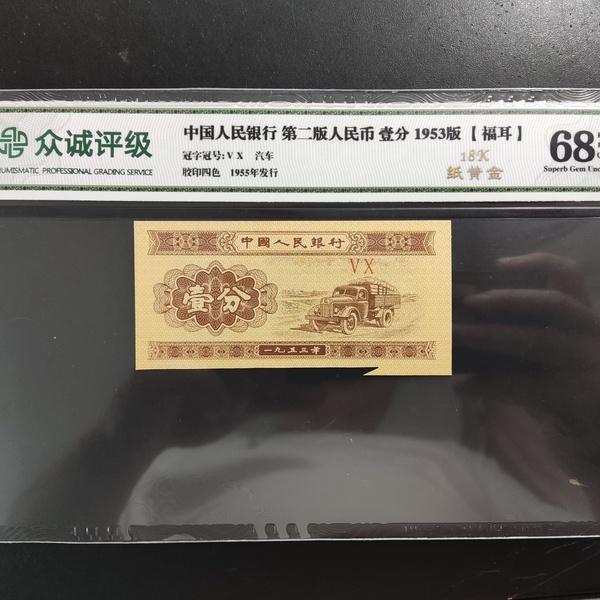 众诚评级
NUMISMATIC PROFESSIONAL GRADING SERVICE
中国人民银行 第二版人民币 壹分 1953版【福耳】
冠字冠号:V X 汽车
胶印四色 1955年发行
18K
纸黄金
68
Superb Gem Unc
中國人民銀行
V X
壹分
一九五三年